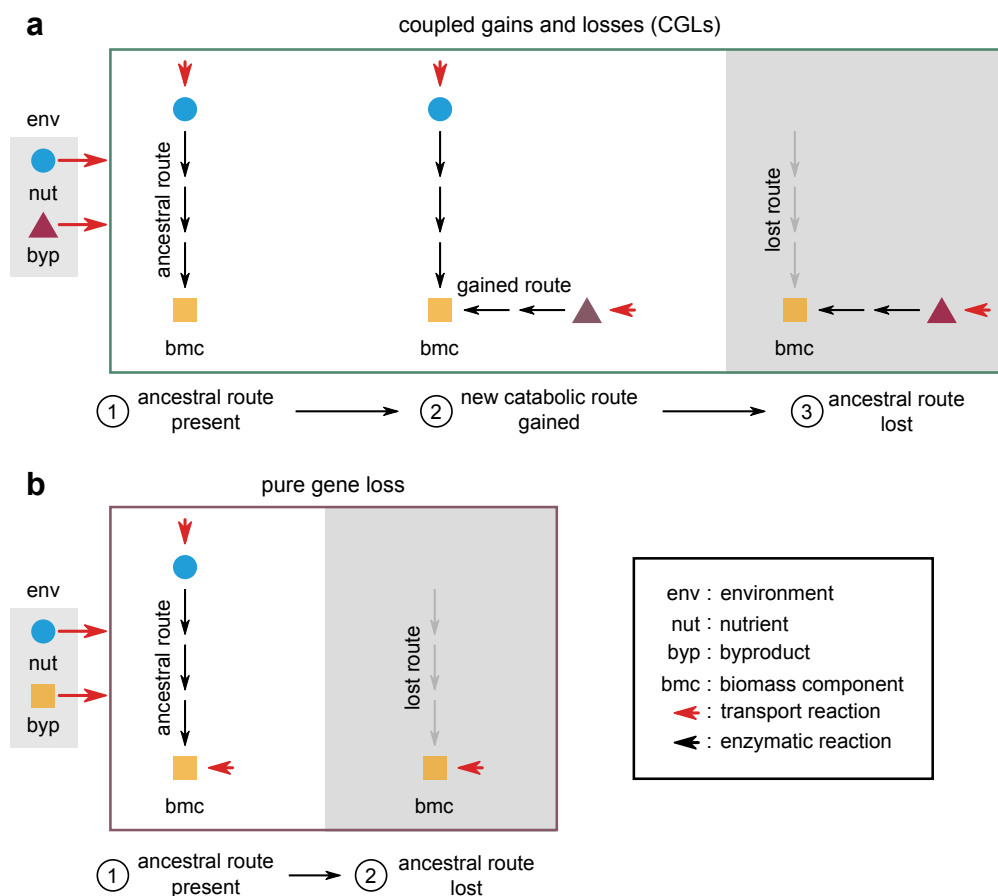 a
coupled gains and losses (CGLs)
env
nut
byp
ancestral route
bmc
gained route
bmc
lost route
bmc
1 ancestral route
present
2 new catabolic route
gained
3 ancestral route
lost
b
pure gene loss
env
nut
byp
ancestral route
bmc
lost route
bmc
1 ancestral route
present
2 ancestral route
lost
env : environment
nut : nutrient
byp : byproduct
bmc : biomass component
: transport reaction
: enzymatic reaction